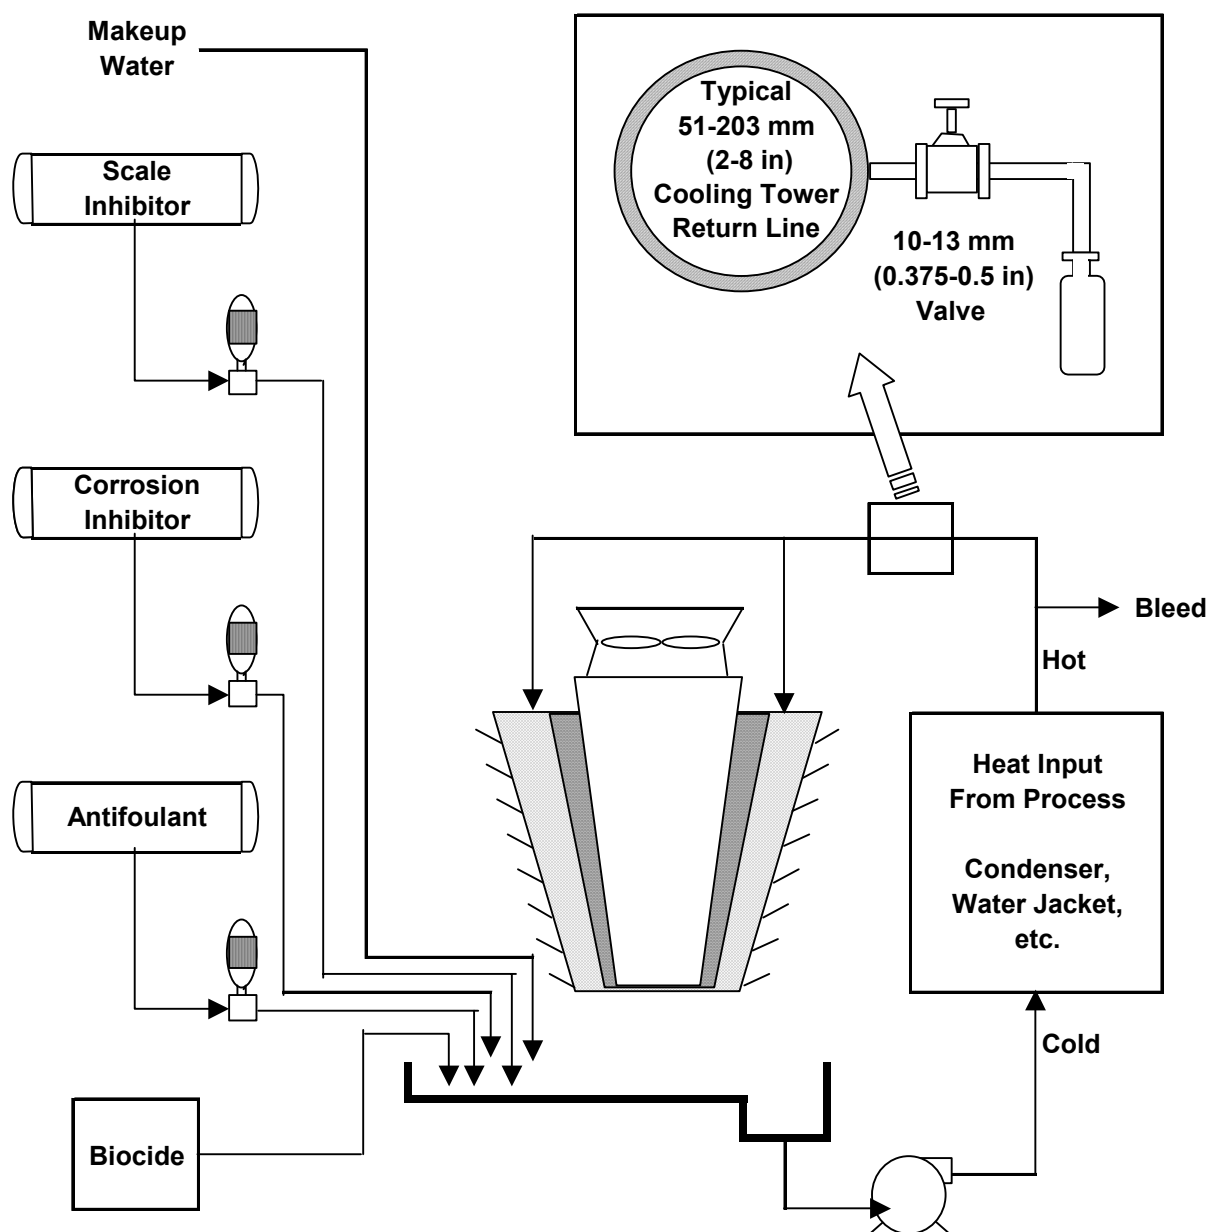 Makeup
Water
Typical
51-203 mm
(2-8 in)
Cooling Tower
Return Line
10-13 mm
(0.375-0.5 in)
Valve
Scale
Inhibitor
Corrosion
Inhibitor
Antifoulant
Biocide
Bleed
Hot
Heat Input
From Process
Condenser,
Water Jacket,
etc.
Cold